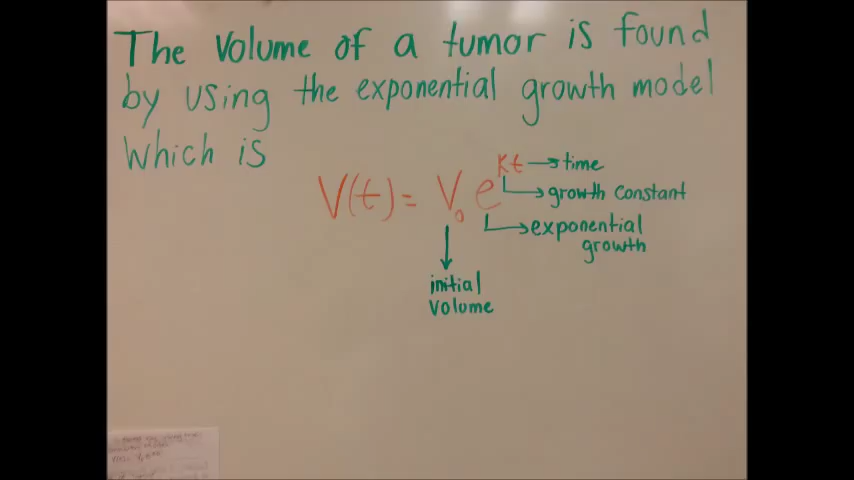 The Volume of a tumor is found
by using the exponential growth model
which is
V(t) = V₀ e^Kt → time
growth constant
exponential
growth
initial
Volume